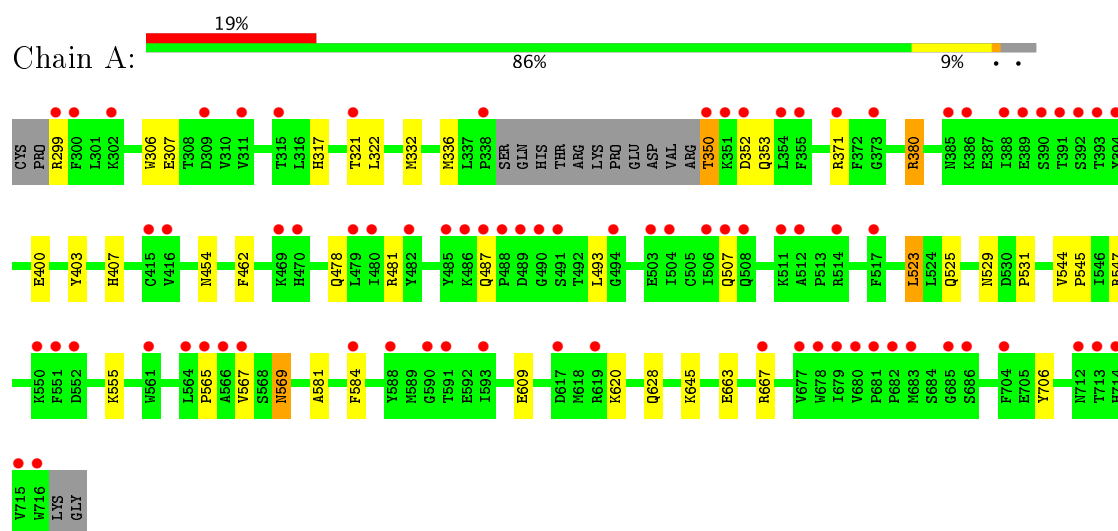 19%
Chain A:
86% 9% • •
CYS PRO R299 F300 L301 K302 W306 E307 T308 D309 V310 V311 T315 L316 H317 T321 L322 M332 M336 L337 P338 SER GLN HIS THR ARG LYS PRO GLU ASP VAL ARG T350 K351 D352 Q353 L354 F355 R371 F372 G373 R380 N385 K386 E387 I388 E389 S390 T391 S392 T393
E400 Y403 H407 C415 V416 N454 F462 K469 H470 Q478 L479 I480 R481 Y482 Y485 K486 Q487 P488 D489 G490 S491 T492 L493 G494 E503 I504 C505 I506 Q507 Q508 K511 A512 P513 R514 F517 L523 L524 Q525 N529 D530 P531 V544 P545 I546
K550 F551 D552 K555 W561 L564 P565 A566 V567 S568 N569 A581 F584 Y588 M589 G590 T591 E592 I593 E609 D617 M618 R619 K620 Q628 K645 E663 R667 V677 W678 I679 V680 P681 P682 M683 S684 G685 S686 F704 E705 Y706 N712 T713
V715 W716 LYS GLY